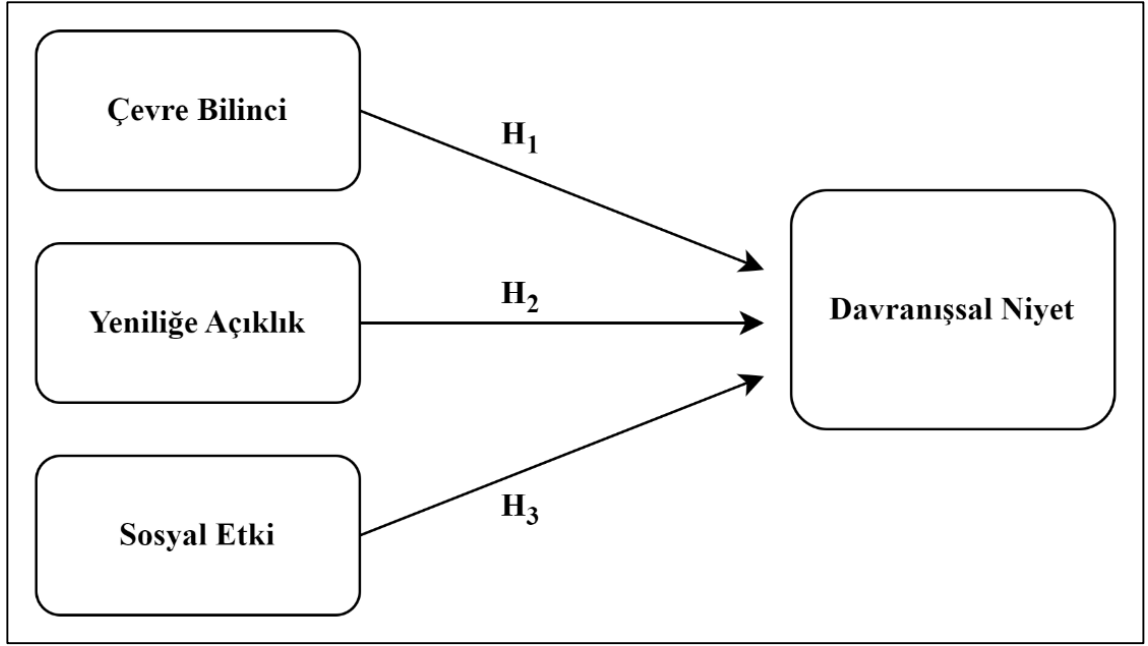 Çevre Bilinci
H₁
Yeniliğe Açıklık
H₂
Davranışsal Niyet
Sosyal Etki
H₃